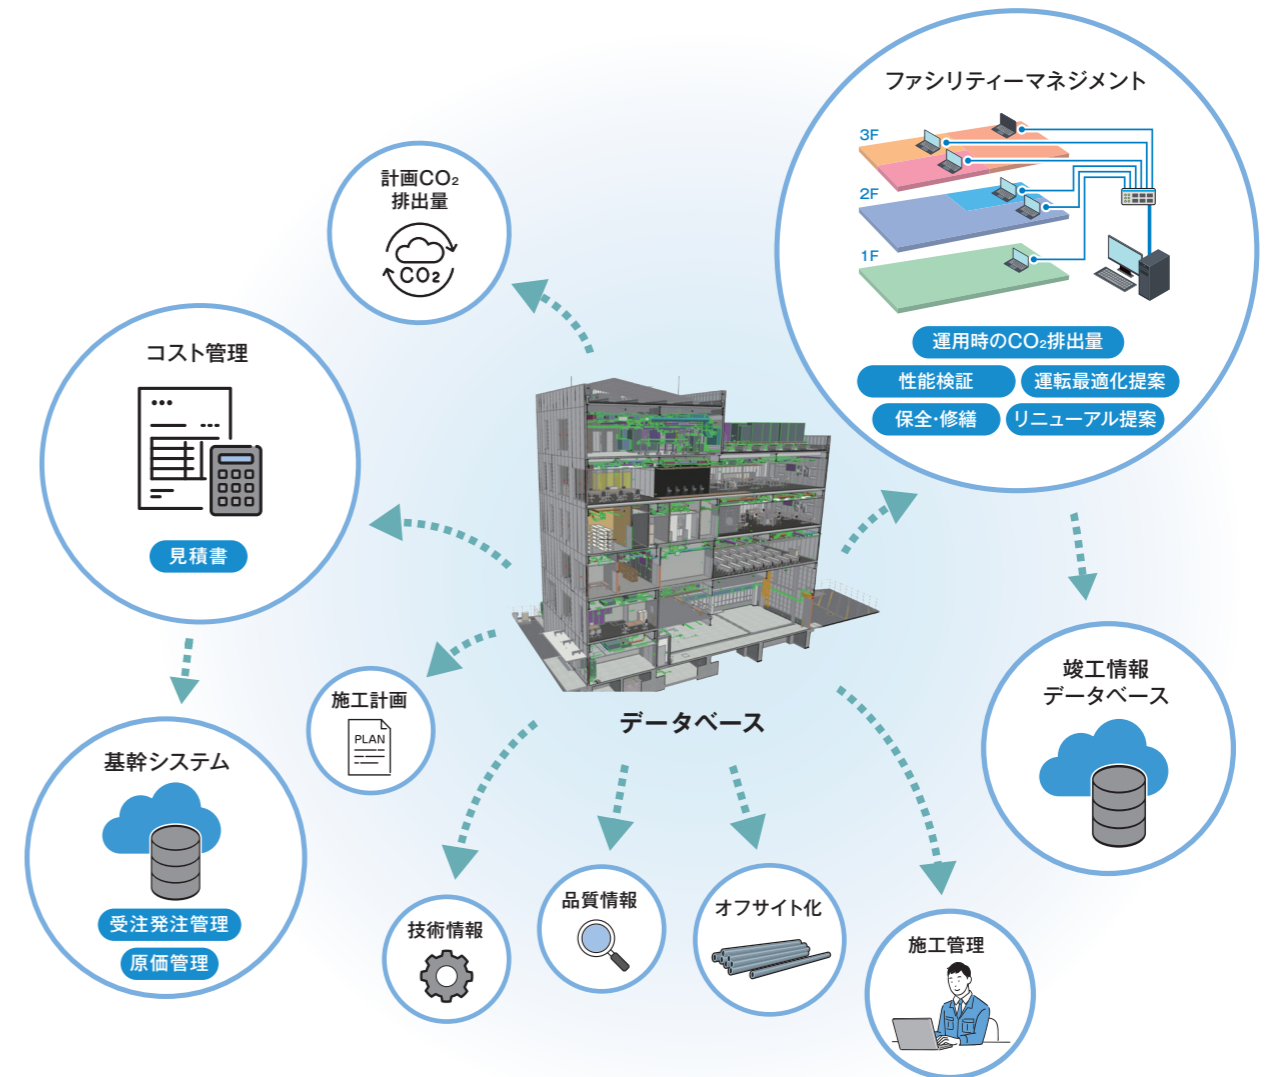 ファシリティーマネジメント
3F
2F
1F
運用時のCO₂排出量
性能検証
運転最適化提案
保全・修繕
リニューアル提案
計画CO₂
排出量
CO₂
コスト管理
見積書
施工計画
PLAN
データベース
竣工情報
データベース
基幹システム
受注発注管理
原価管理
技術情報
品質情報
オフサイト化
施工管理